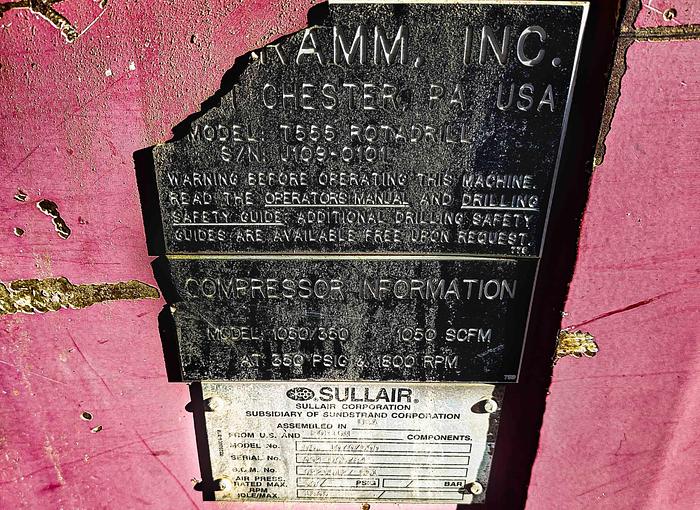 RAMM, INC.
CHESTER, PA USA
MODEL: T555 ROTADRILL
S/N: J109-0101
WARNING BEFORE OPERATING THIS MACHINE.
READ THE OPERATORS MANUAL AND DRILLING
SAFETY GUIDE. ADDITIONAL DRILLING SAFETY
GUIDES ARE AVAILABLE FREE UPON REQUEST.
COMPRESSOR NFORMATION
MODEL: 1050/350 1050 SCFM
AT 350 PSIG & 1800 RPM
SULLAIR®
SULLAIR CORPORATION
SUBSIDIARY OF SUNDSTRAND CORPORATION
ASSEMBLED IN
FROM U.S. AND COMPONENTS.
MODEL No.
SERIAL No.
B.O.M. No.
AIR PRESS.
RATED MAX. PSIG BAR
RPM
IDLE/MAX.